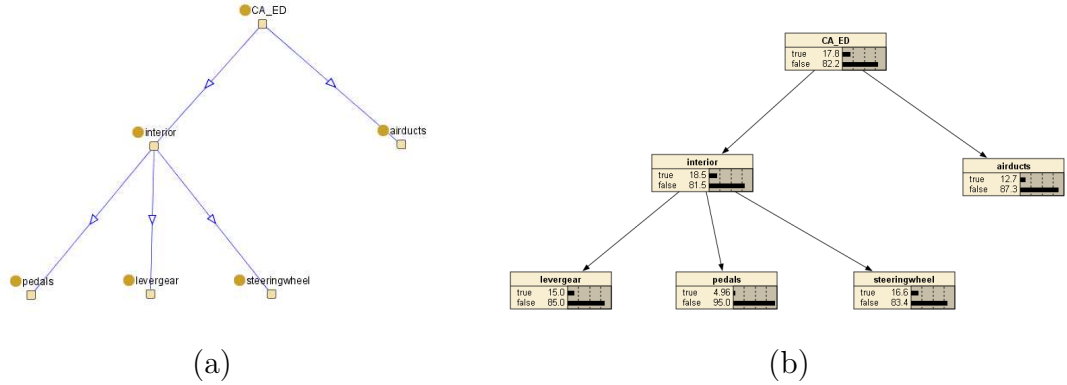 CA_ED
interior
airducts
pedals
levergear
steeringwheel
(a)
CA_ED
true 17.8
false 82.2
interior
true 18.5
false 81.5
airducts
true 12.7
false 87.3
levergear
true 15.0
false 85.0
pedals
true 4.96
false 95.0
steeringwheel
true 16.6
false 83.4
(b)